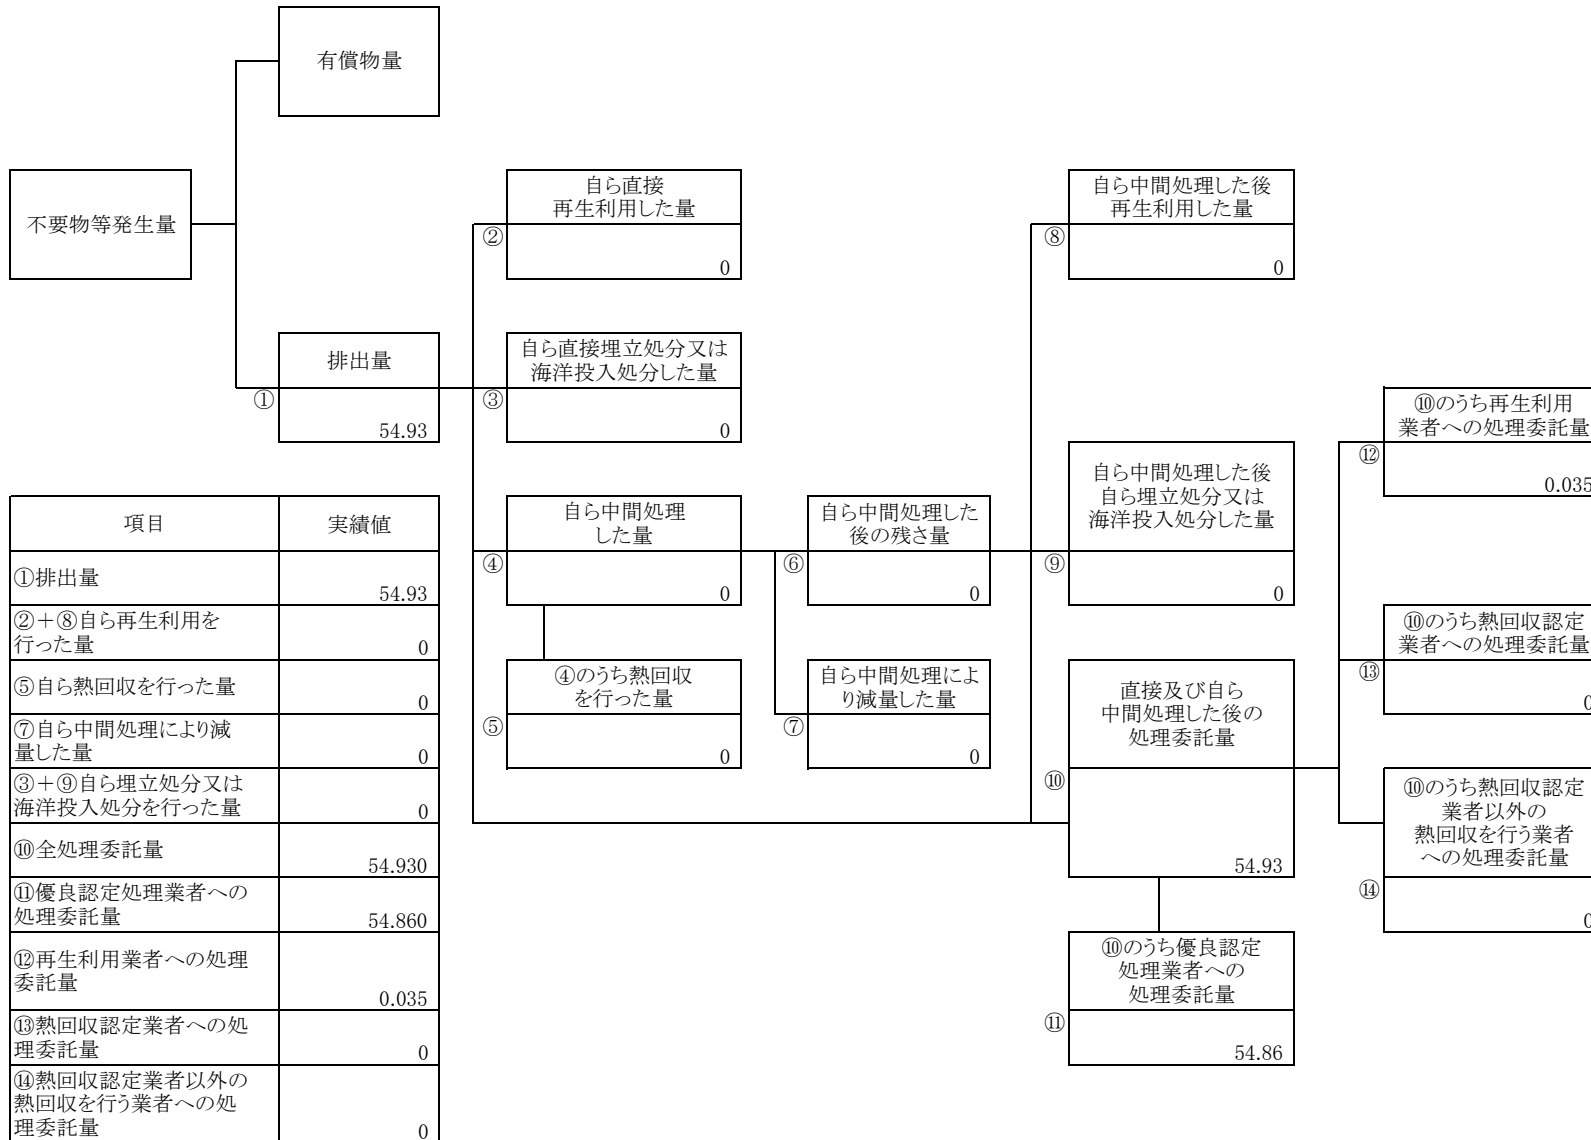 有償物量
不要物等発生量
排出量
①
54.93
自ら直接
再生利用した量
②
0
自ら直接埋立処分又は
海洋投入処分した量
③
0
自ら中間処理
した量
④
0
④のうち熱回収
を行った量
⑤
0
自ら中間処理した
後の残さ量
⑥
0
自ら中間処理によ
り減量した量
⑦
0
自ら中間処理した後
再生利用した量
⑧
0
自ら中間処理した後
自ら埋立処分又は
海洋投入処分した量
⑨
0
直接及び自ら
中間処理した後の
処理委託量
⑩
54.93
⑩のうち優良認定
処理業者への
処理委託量
⑪
54.86
⑩のうち再生利用
業者への処理委託量
⑫
0.035
⑩のうち熱回収認定
業者への処理委託量
⑬
0
⑩のうち熱回収認定
業者以外の
熱回収を行う業者
への処理委託量
⑭
0
項目 実績値
①排出量
54.93
②+⑧自ら再生利用を
行った量 0
⑤自ら熱回収を行った量
0
⑦自ら中間処理により減
量した量 0
③+⑨自ら埋立処分又は
海洋投入処分を行った量 0
⑩全処理委託量
54.930
⑪優良認定処理業者への
処理委託量 54.860
⑫再生利用業者への処理
委託量
0.035
⑬熱回収認定業者への処
理委託量 0
⑭熱回収認定業者以外の
熱回収を行う業者への処
理委託量 0